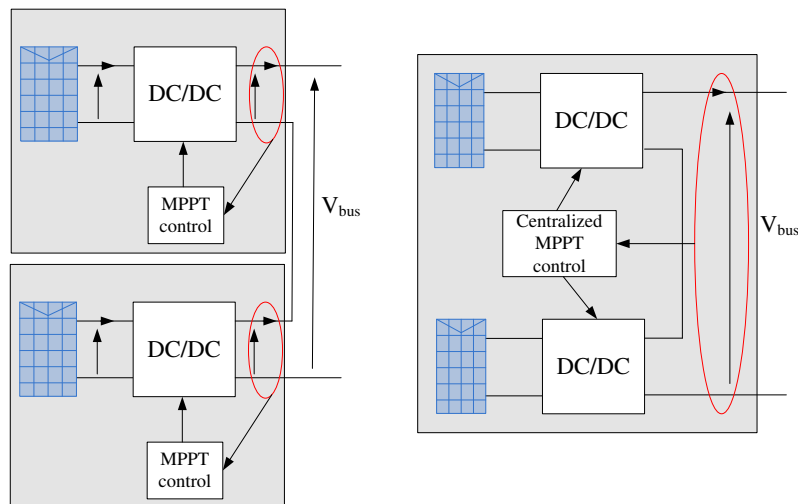 DC/DC
MPPT
control
V_bus
DC/DC
MPPT
control
DC/DC
Centralized
MPPT
control
V_bus
DC/DC